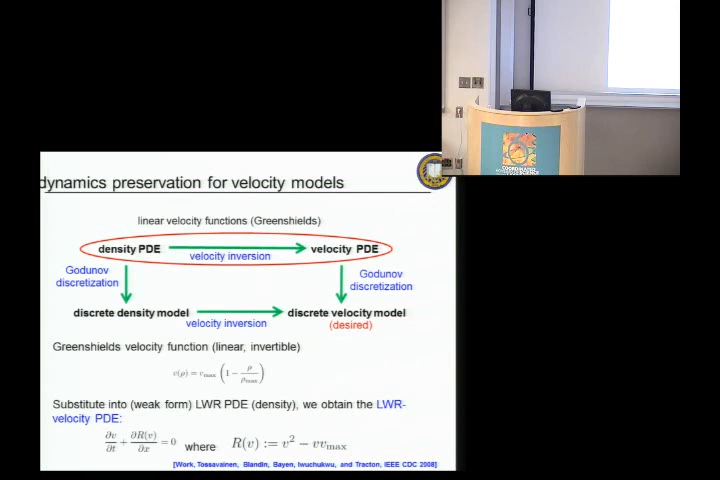 dynamics preservation for velocity models
linear velocity functions (Greenshields)
density PDE velocity PDE
velocity inversion
Godunov discretization
Godunov discretization
discrete density model discrete velocity model
velocity inversion (desired)
Greenshields velocity function (linear, invertible)
v(ρ) = v_max (1 − ρ/ρ_max)
Substitute into (weak form) LWR PDE (density), we obtain the LWR-
velocity PDE:
∂v/∂t + ∂R(v)/∂x = 0 where R(v) := v² − vv_max
[Work, Tossavainen, Blandin, Bayen, Iwuchukwu, and Tracton, IEEE CDC 2008]
COORDINATED
SCIENCE